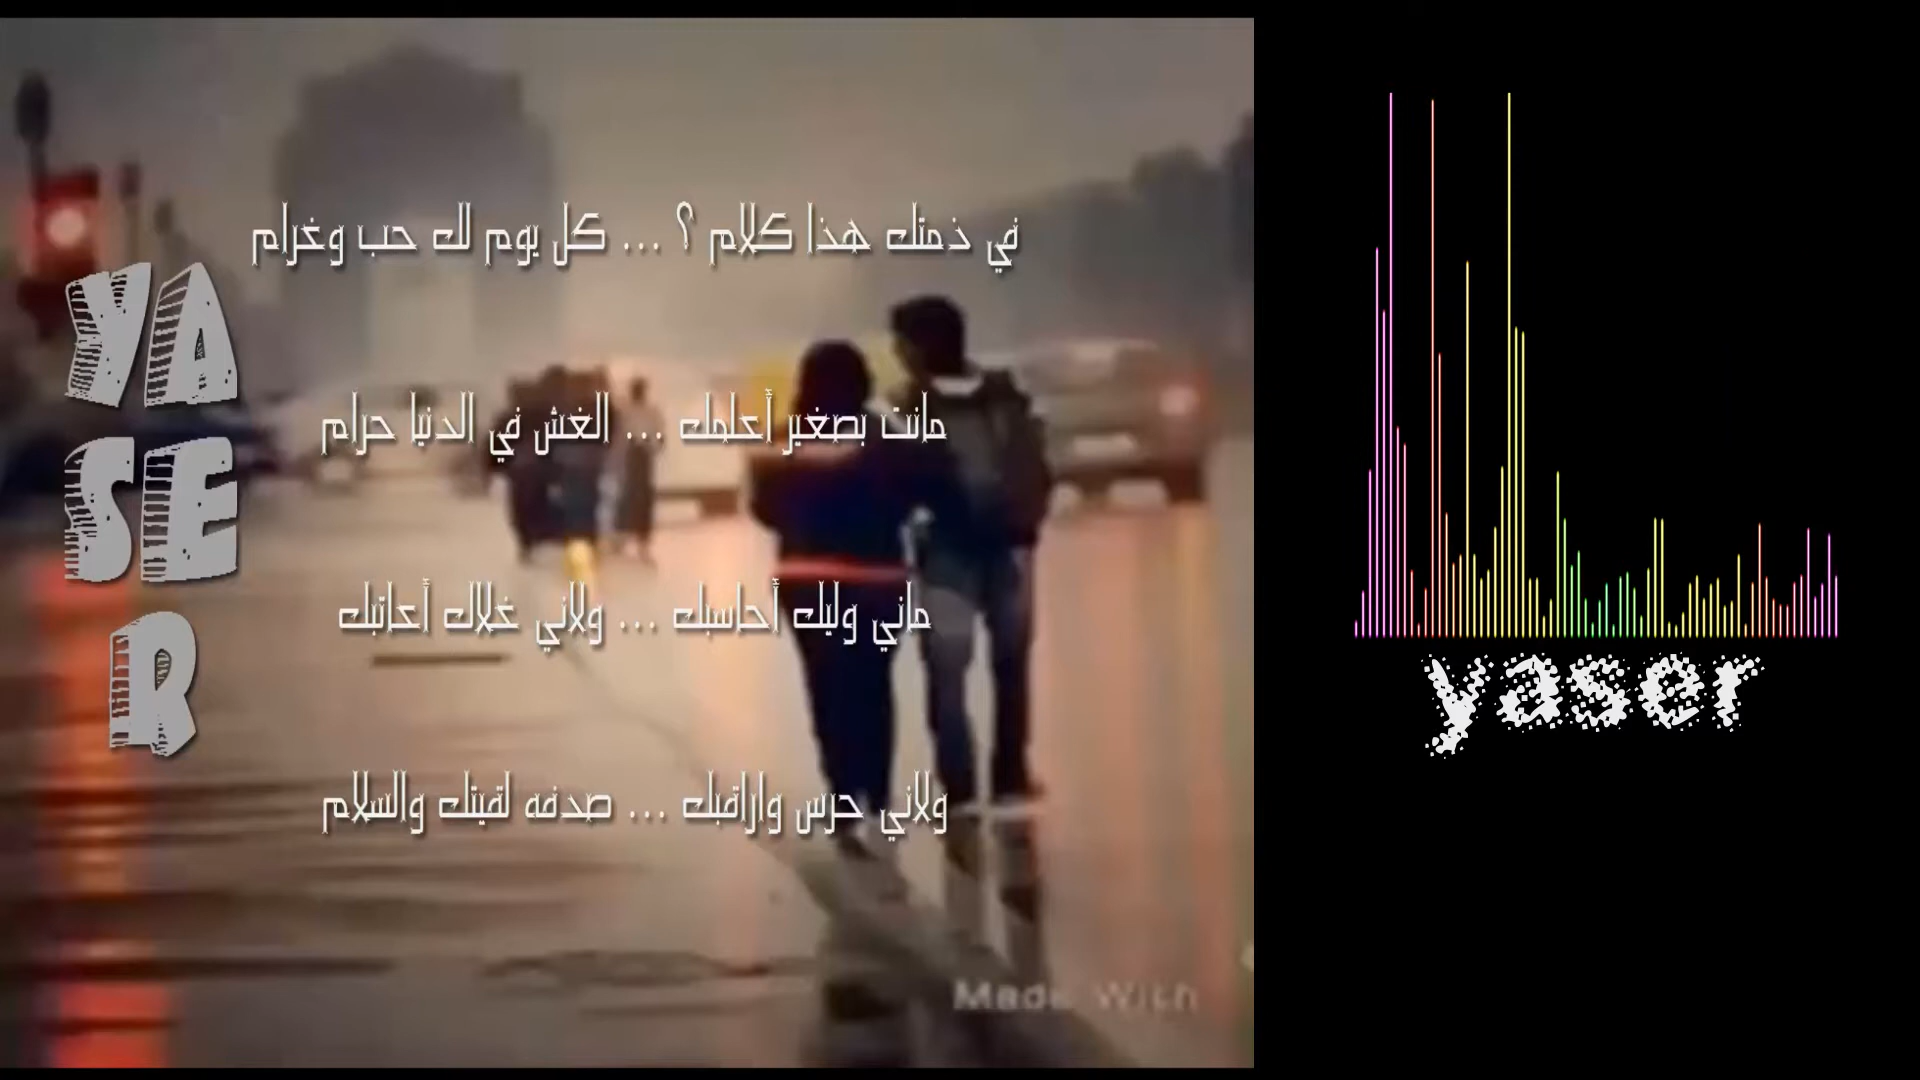 في ذمتك هذا كلام ؟ ... كل يوم لك حب وغرام
مانت بصغير أعلمك ... الغش في الدنيا حرام
ماني وليك أحاسبك ... ولاني غلاك أعاتبك
ولاني حرس واراقبك ... صدفه لقيتك والسلام
YA
SE
R
yaser
Made With